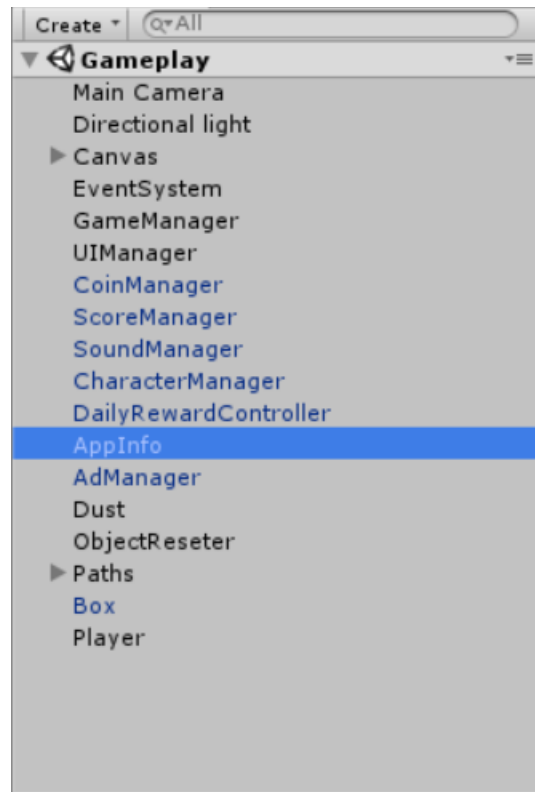 Create All
Gameplay
Main Camera
Directional light
Canvas
EventSystem
GameManager
UIManager
CoinManager
ScoreManager
SoundManager
CharacterManager
DailyRewardController
AppInfo
AdManager
Dust
ObjectReseter
Paths
Box
Player